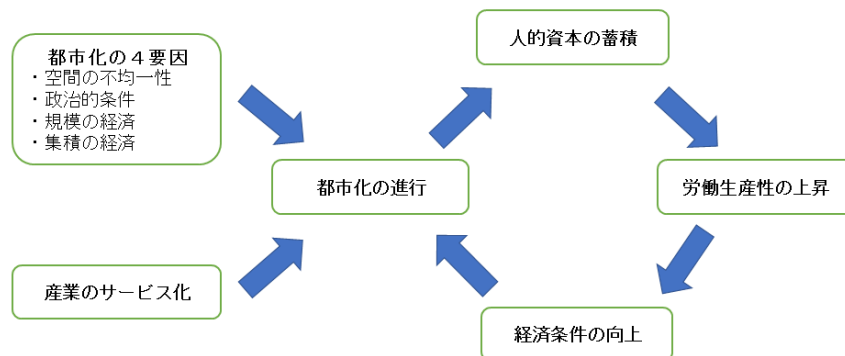 都市化の４要因
・空間の不均一性
・政治的条件
・規模の経済
・集積の経済
人的資本の蓄積
都市化の進行
労働生産性の上昇
産業のサービス化
経済条件の向上